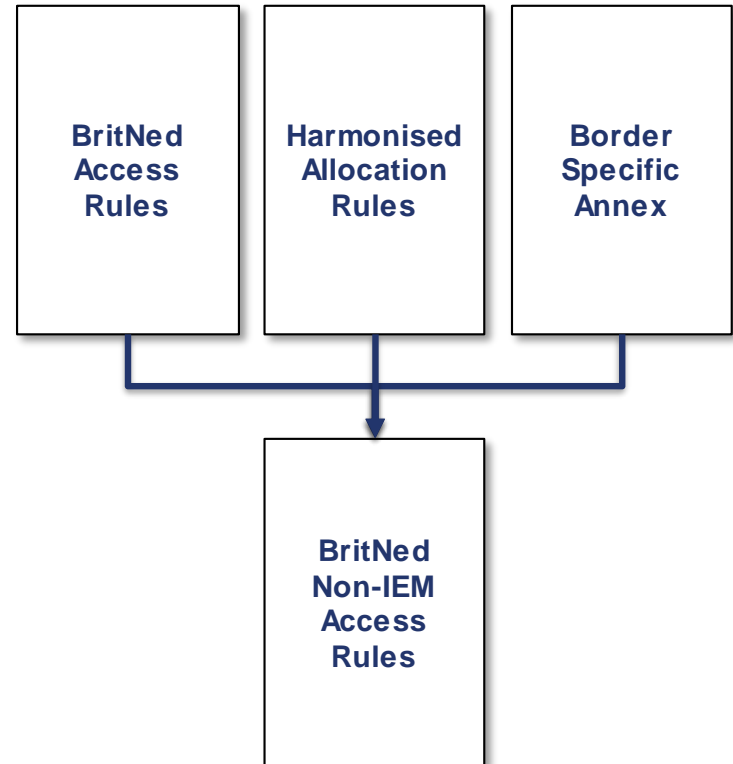 BritNed
Access
Rules
Harmonised
Allocation
Rules
Border
Specific
Annex
BritNed
Non-IEM
Access
Rules